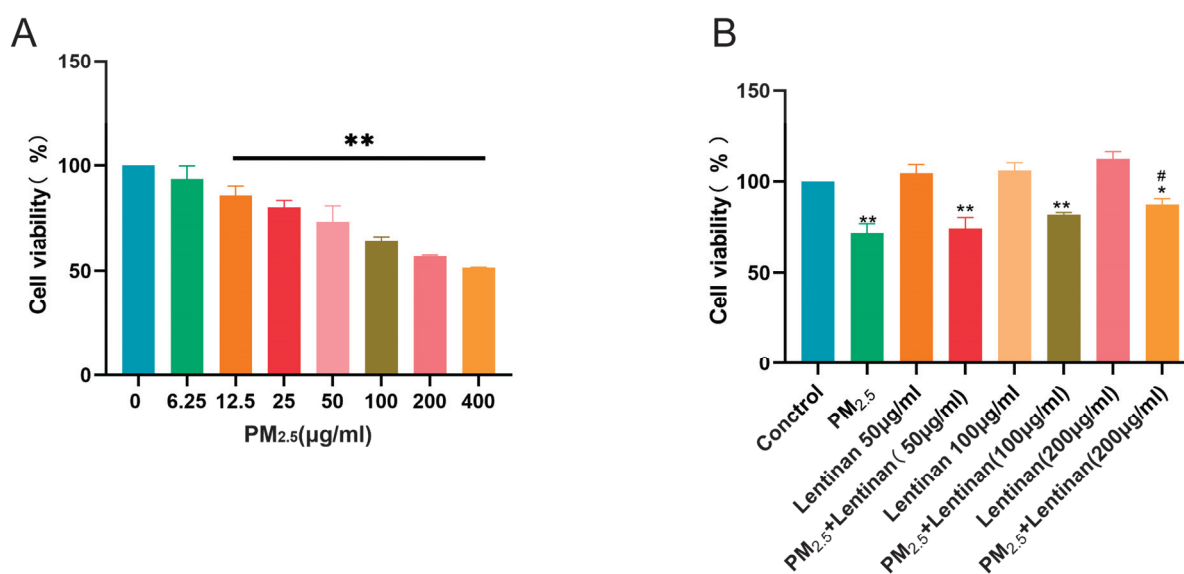 A
Cell viability( %)
150
100
50
0
**
0 6.25 12.5 25 50 100 200 400
PM2.5(μg/ml)
B
Cell viability( %)
150
100
50
0
**
**
**
#
*
Conctrol
PM2.5
Lentinan 50μg/ml
PM2.5+Lentinan( 50μg/ml)
Lentinan 100μg/ml
PM2.5+Lentinan(100μg/ml)
Lentinan(200μg/ml)
PM2.5+Lentinan(200μg/ml)